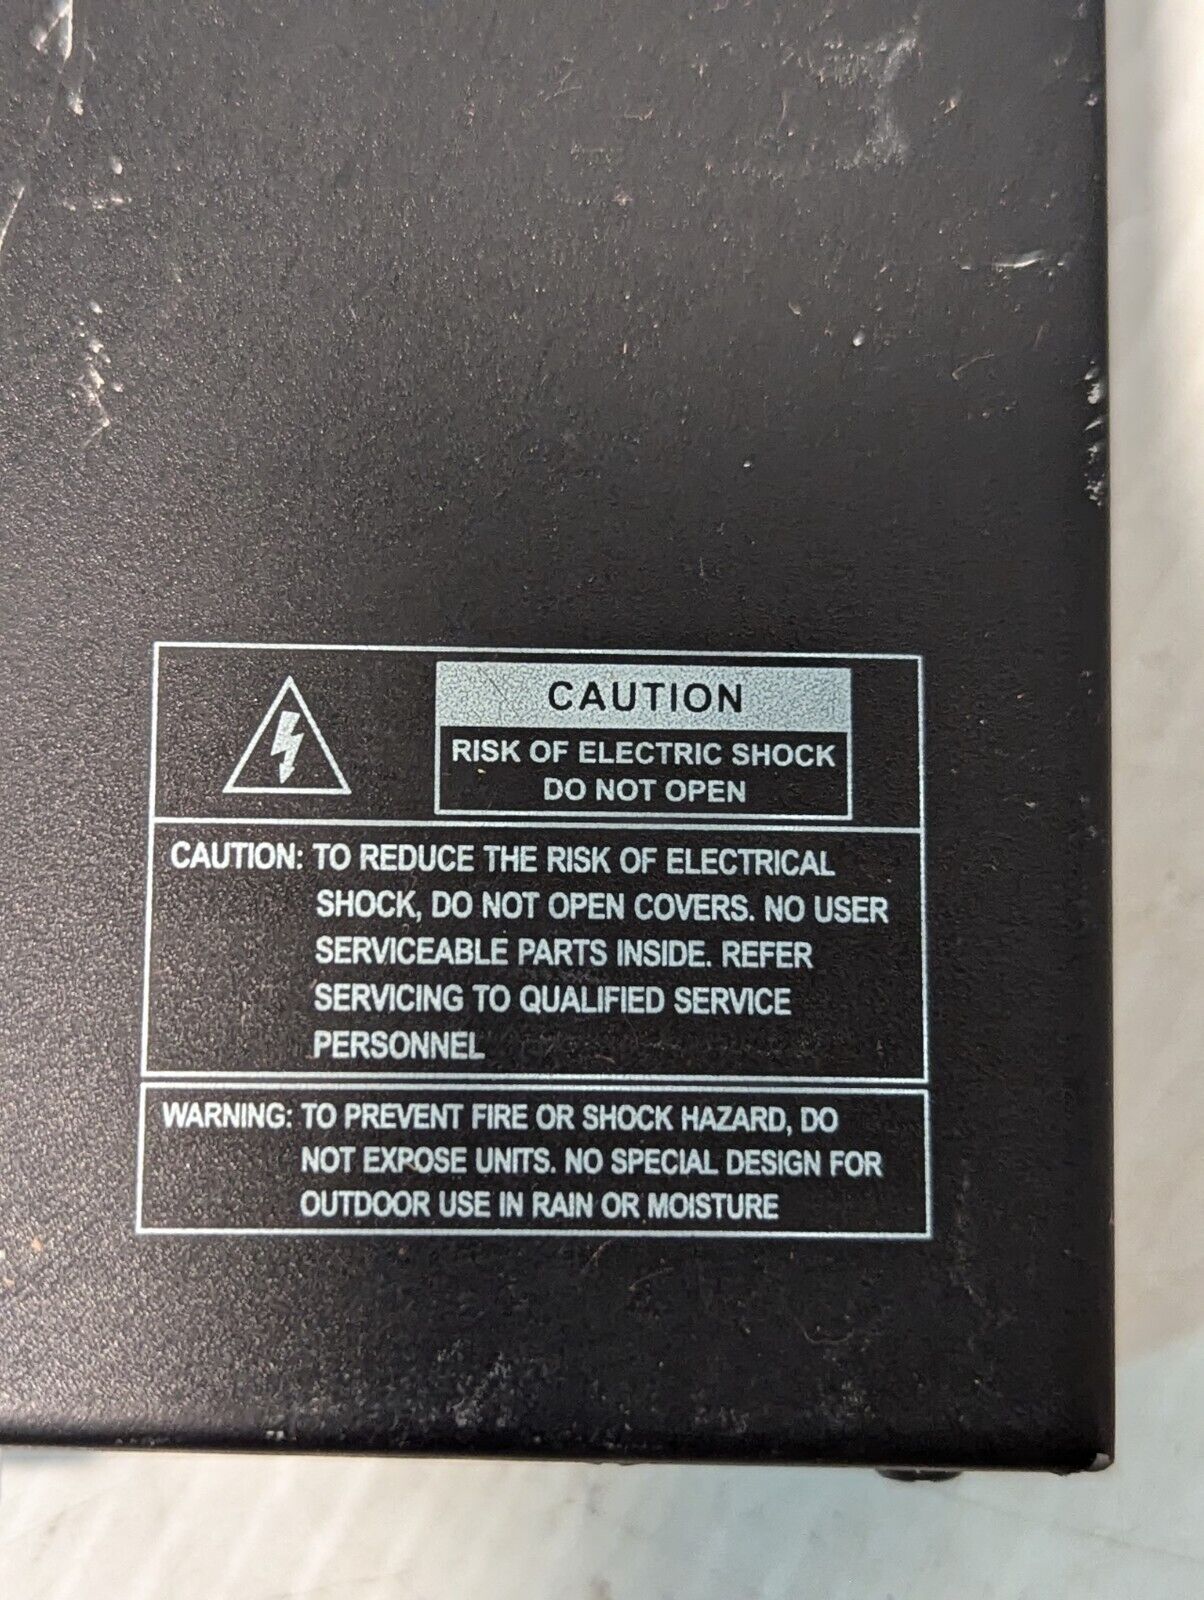 CAUTION
RISK OF ELECTRIC SHOCK
DO NOT OPEN
CAUTION: TO REDUCE THE RISK OF ELECTRICAL
SHOCK, DO NOT OPEN COVERS. NO USER
SERVICEABLE PARTS INSIDE. REFER
SERVICING TO QUALIFIED SERVICE
PERSONNEL
WARNING: TO PREVENT FIRE OR SHOCK HAZARD, DO
NOT EXPOSE UNITS. NO SPECIAL DESIGN FOR
OUTDOOR USE IN RAIN OR MOISTURE